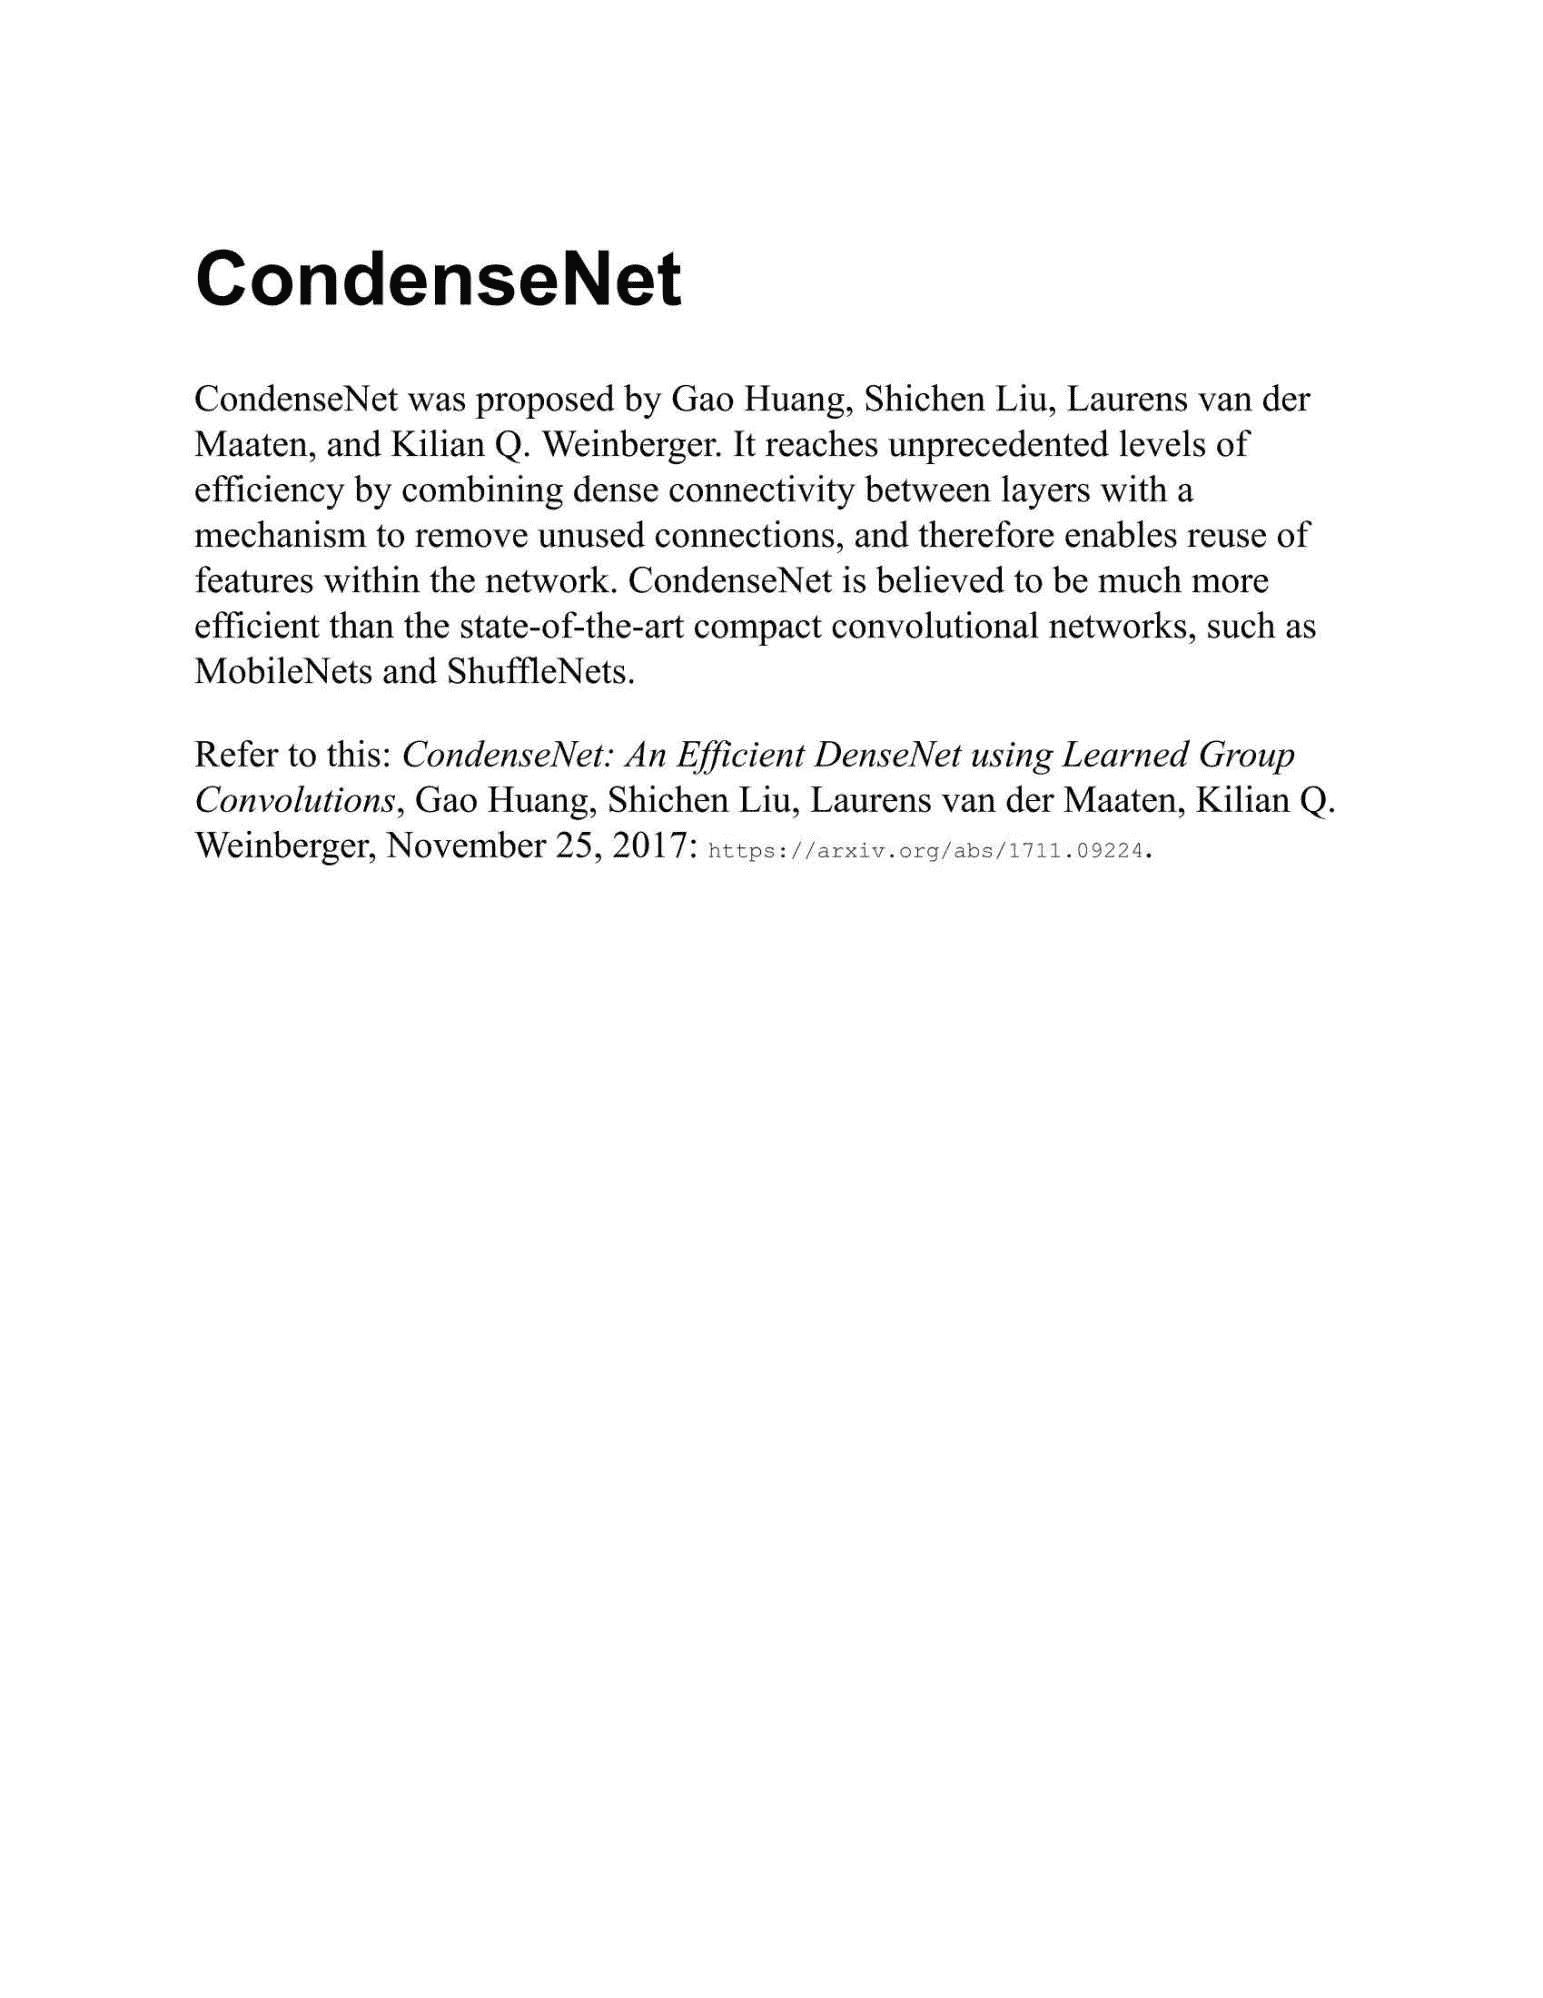 CondenseNet
CondenseNet was proposed by Gao Huang, Shichen Liu, Laurens van der
Maaten, and Kilian Q. Weinberger. It reaches unprecedented levels of
efficiency by combining dense connectivity between layers with a
mechanism to remove unused connections, and therefore enables reuse of
features within the network. CondenseNet is believed to be much more
efficient than the state-of-the-art compact convolutional networks, such as
MobileNets and ShuffleNets.
Refer to this: CondenseNet: An Efficient DenseNet using Learned Group
Convolutions, Gao Huang, Shichen Liu, Laurens van der Maaten, Kilian Q.
Weinberger, November 25, 2017: https://arxiv.org/abs/1711.09224.